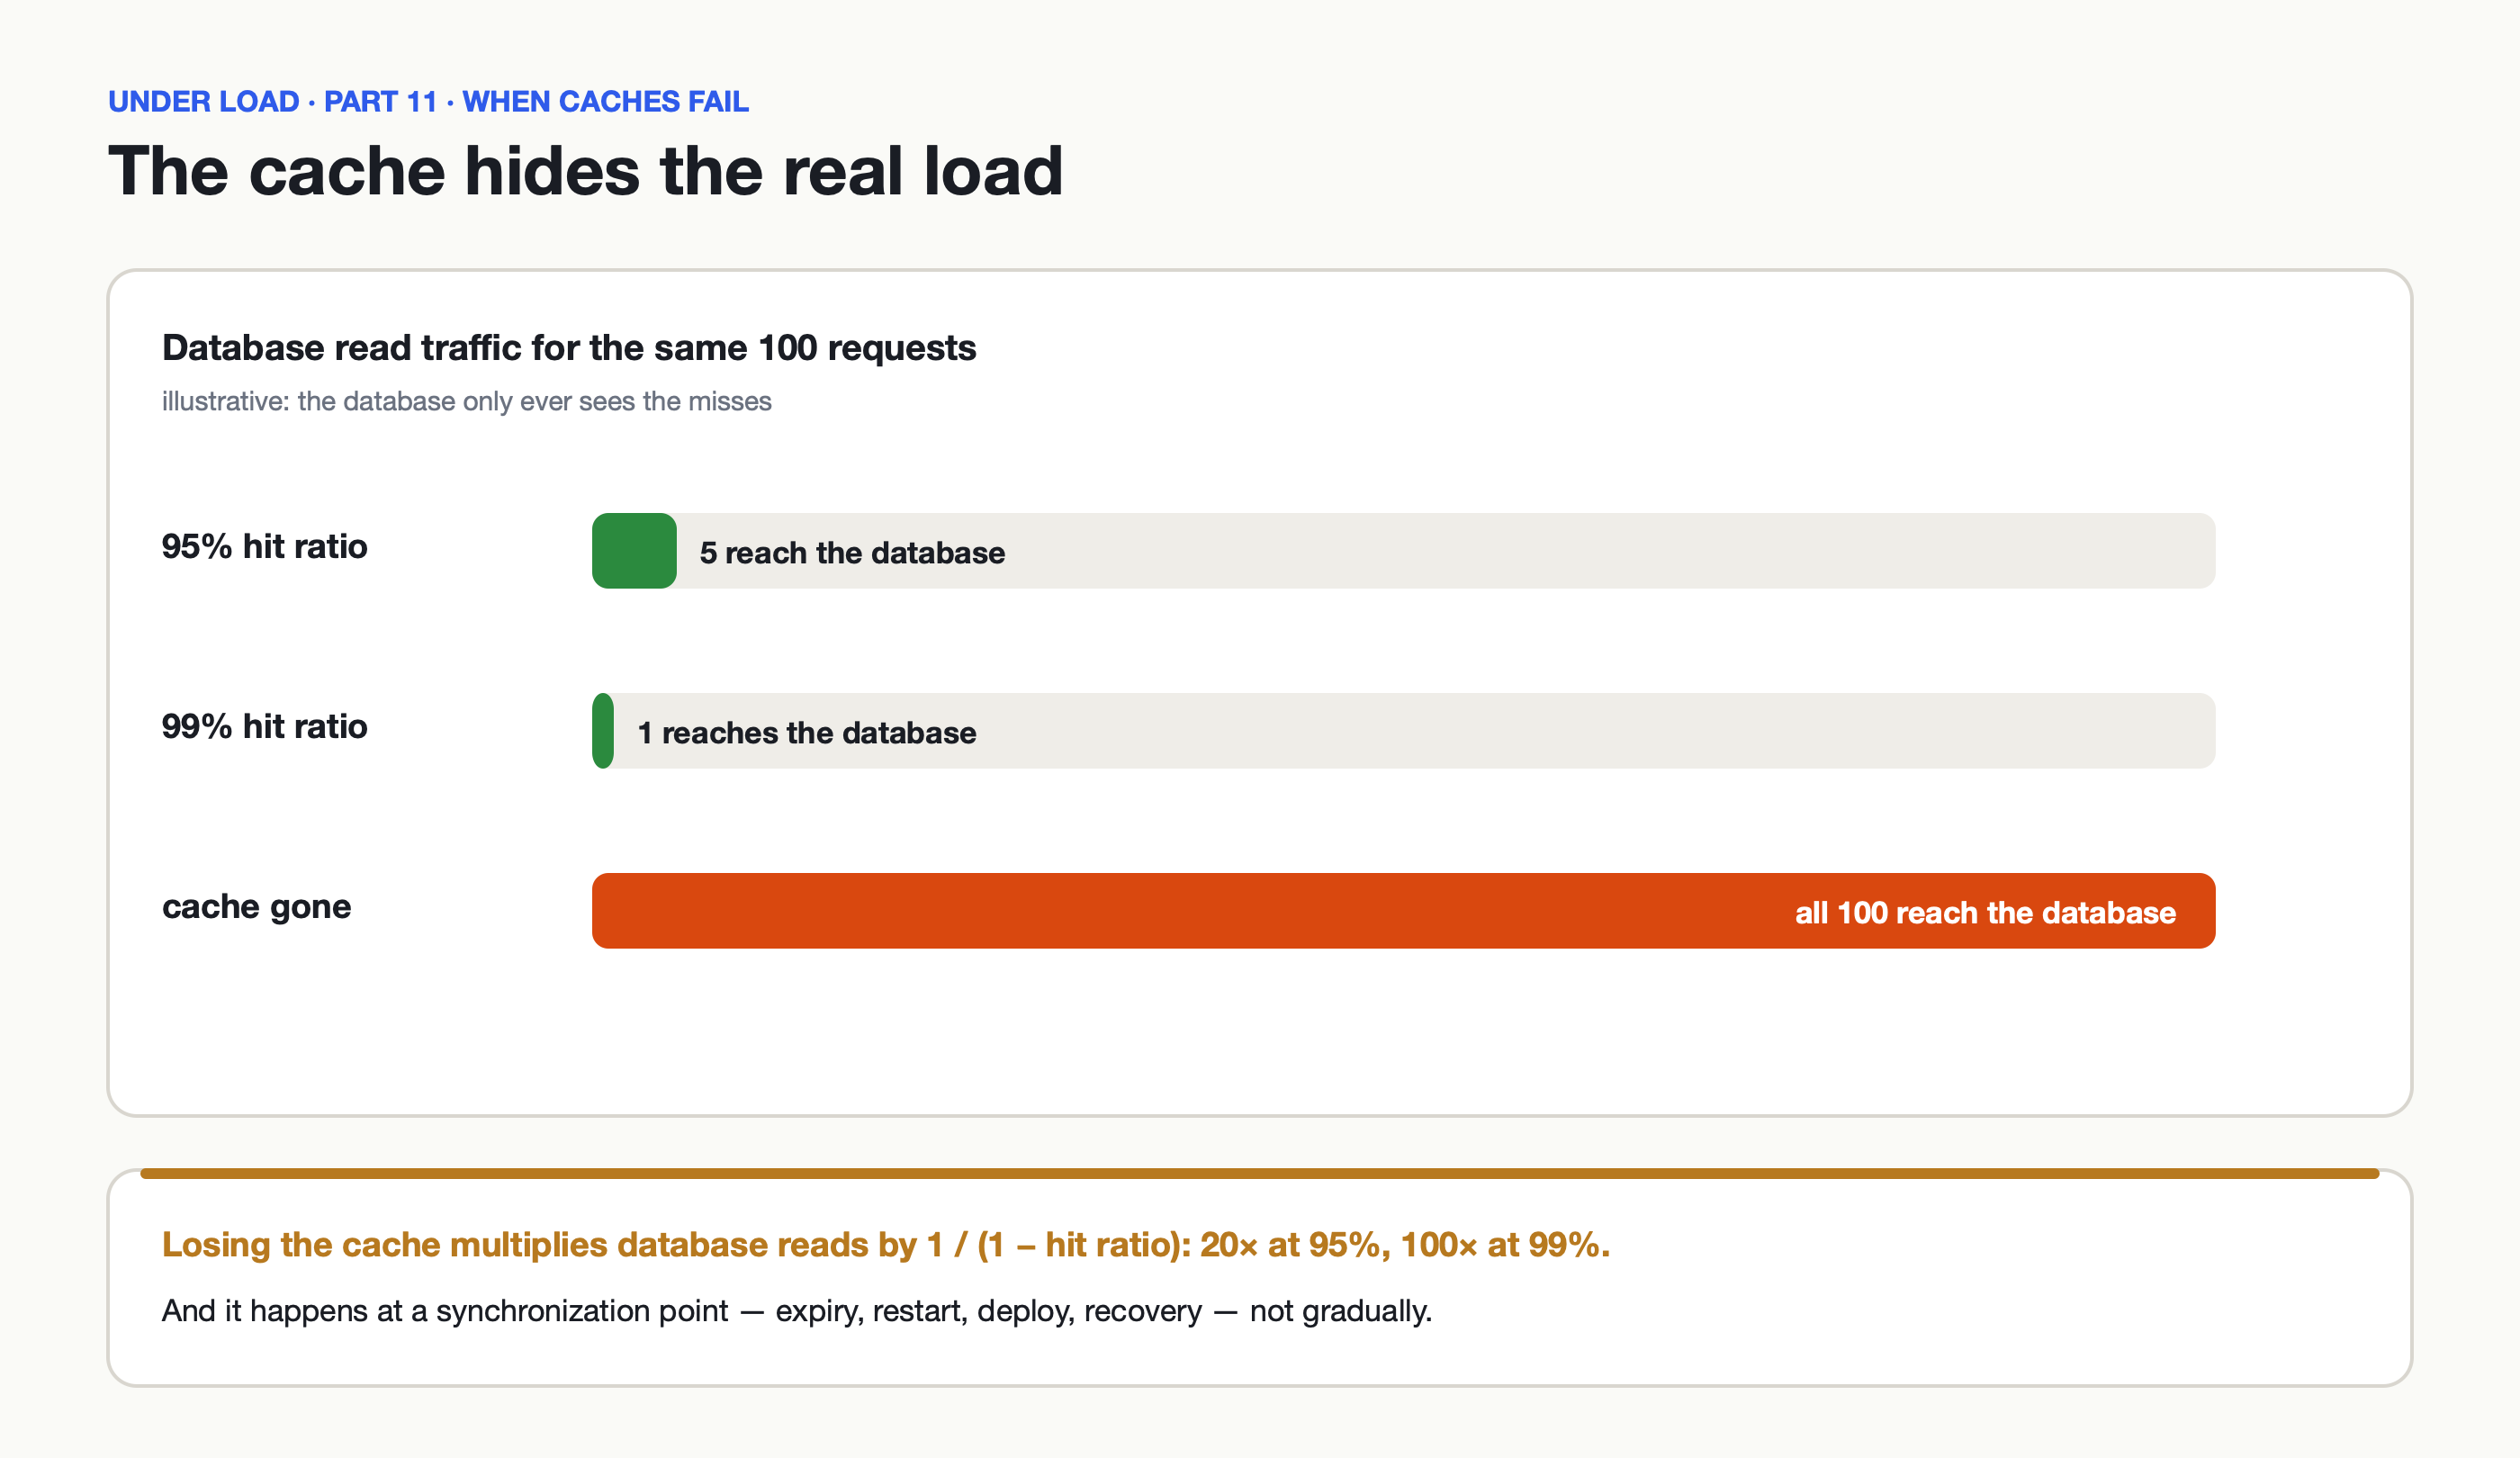 UNDER LOAD · PART 11 · WHEN CACHES FAIL
The cache hides the real load
Database read traffic for the same 100 requests
illustrative: the database only ever sees the misses
95% hit ratio
5 reach the database
99% hit ratio
1 reaches the database
cache gone
all 100 reach the database
Losing the cache multiplies database reads by 1 / (1 – hit ratio): 20× at 95%, 100× at 99%.
And it happens at a synchronization point — expiry, restart, deploy, recovery — not gradually.